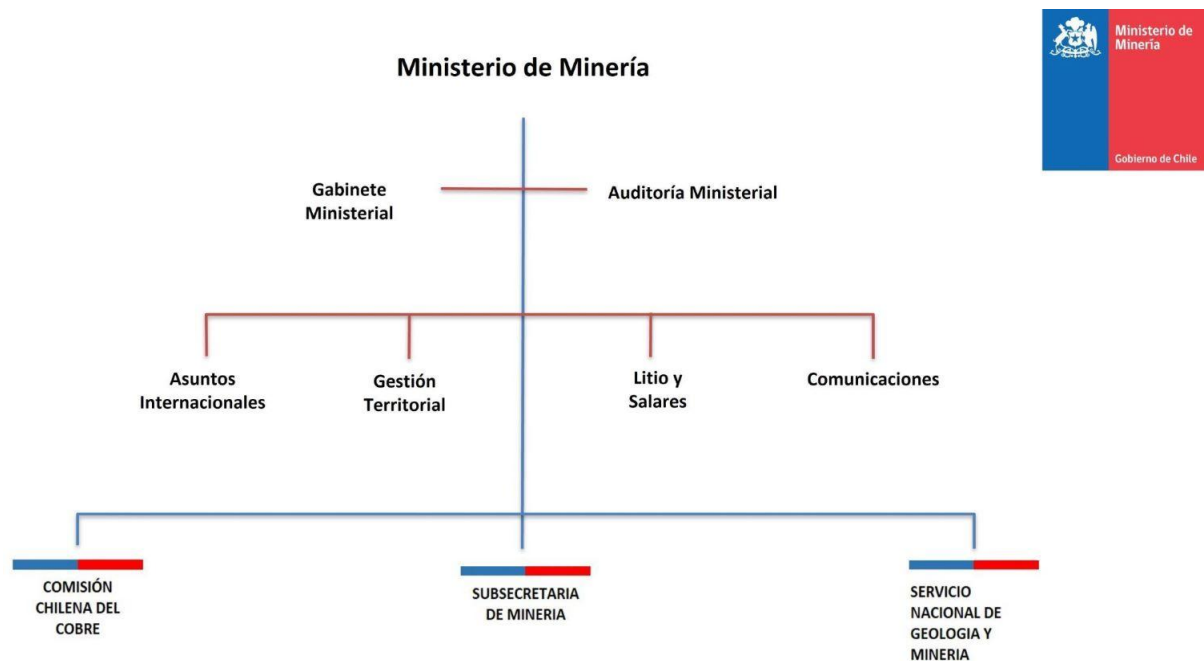 Ministerio de
Minería
Gobierno de Chile
Ministerio de Minería
Gabinete
Ministerial
Auditoría Ministerial
Asuntos
Internacionales
Gestión
Territorial
Litio y
Salares
Comunicaciones
COMISIÓN
CHILENA DEL
COBRE
SUBSECRETARIA
DE MINERIA
SERVICIO
NACIONAL DE
GEOLOGIA Y
MINERIA